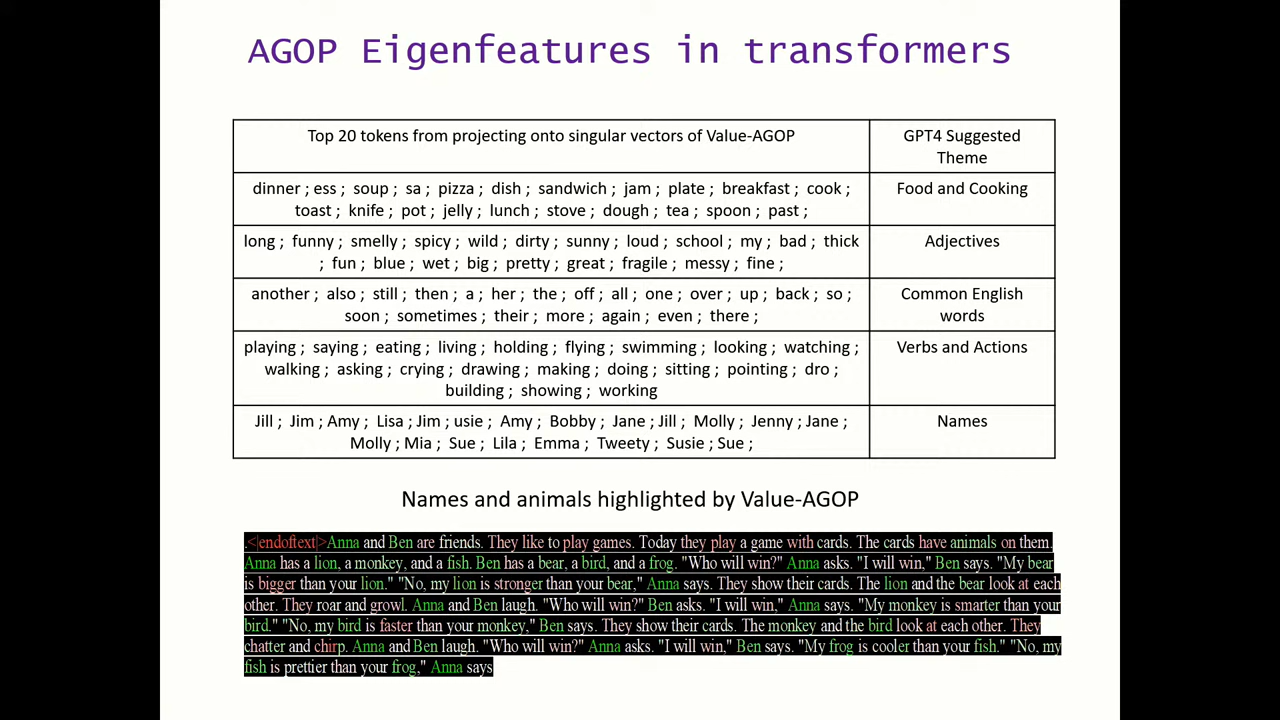 AGOP Eigenfeatures in transformers
Top 20 tokens from projecting onto singular vectors of Value-AGOP
GPT4 Suggested
Theme
dinner ; ess ; soup ; sa ; pizza ; dish ; sandwich ; jam ; plate ; breakfast ; cook ;
toast ; knife ; pot ; jelly ; lunch ; stove ; dough ; tea ; spoon ; past ;
Food and Cooking
long ; funny ; smelly ; spicy ; wild ; dirty ; sunny ; loud ; school ; my ; bad ; thick
; fun ; blue ; wet ; big ; pretty ; great ; fragile ; messy ; fine ;
Adjectives
another ; also ; still ; then ; a ; her ; the ; off ; all ; one ; over ; up ; back ; so ;
soon ; sometimes ; their ; more ; again ; even ; there ;
Common English
words
playing ; saying ; eating ; living ; holding ; flying ; swimming ; looking ; watching ;
walking ; asking ; crying ; drawing ; making ; doing ; sitting ; pointing ; dro ;
building ; showing ; working
Verbs and Actions
Jill ; Jim ; Amy ; Lisa ; Jim ; usie ; Amy ; Bobby ; Jane ; Jill ; Molly ; Jenny ; Jane ;
Molly ; Mia ; Sue ; Lila ; Emma ; Tweety ; Susie ; Sue ;
Names
Names and animals highlighted by Value-AGOP
.<|endoftext|>Anna and Ben are friends. They like to play games. Today they play a game with cards. The cards have animals on them.
Anna has a lion, a monkey, and a fish. Ben has a bear, a bird, and a frog. "Who will win?" Anna asks. "I will win," Ben says. "My bear
is bigger than your lion." "No, my lion is stronger than your bear," Anna says. They show their cards. The lion and the bear look at each
other. They roar and growl. Anna and Ben laugh. "Who will win?" Ben asks. "I will win," Anna says. "My monkey is smarter than your
bird." "No, my bird is faster than your monkey," Ben says. They show their cards. The monkey and the bird look at each other. They
chatter and chirp. Anna and Ben laugh. "Who will win?" Anna asks. "I will win," Ben says. "My frog is cooler than your fish." "No, my
fish is prettier than your frog," Anna says